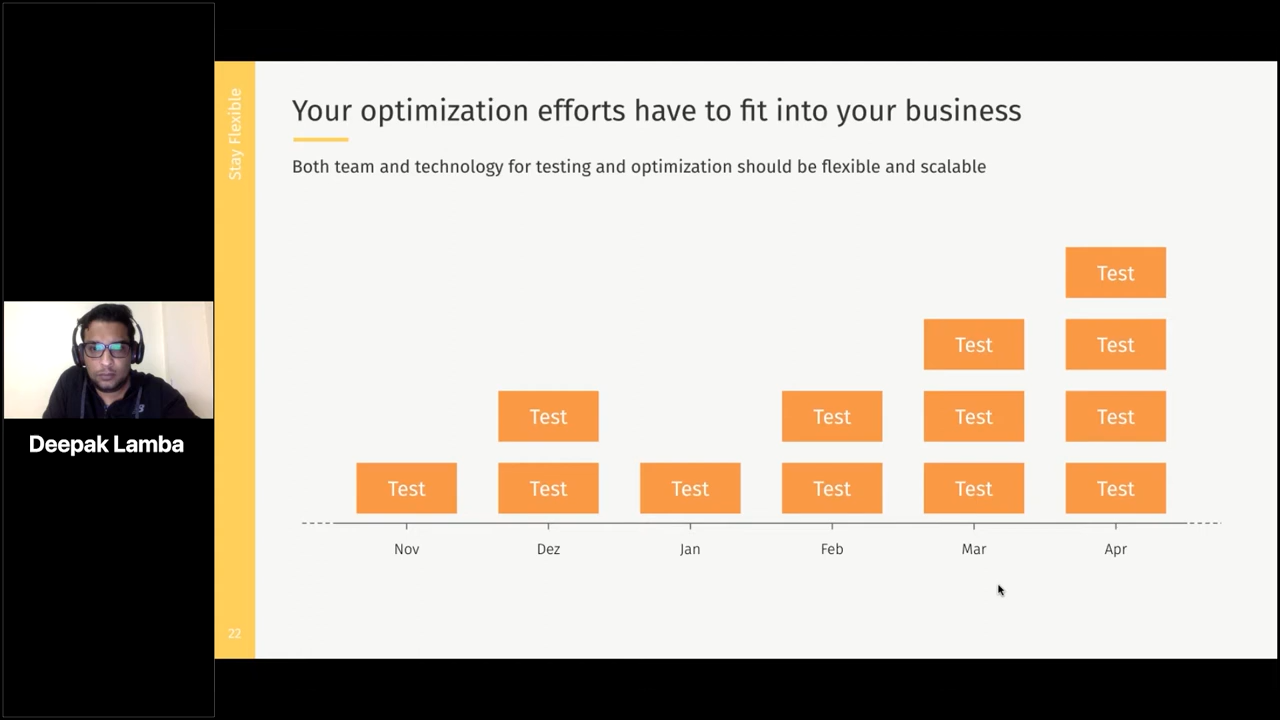 Stay Flexible
Your optimization efforts have to fit into your business
Both team and technology for testing and optimization should be flexible and scalable
Test
Test Test
Test Test Test Test
Test Test Test Test Test Test
Nov Dez Jan Feb Mar Apr
22
Deepak Lamba